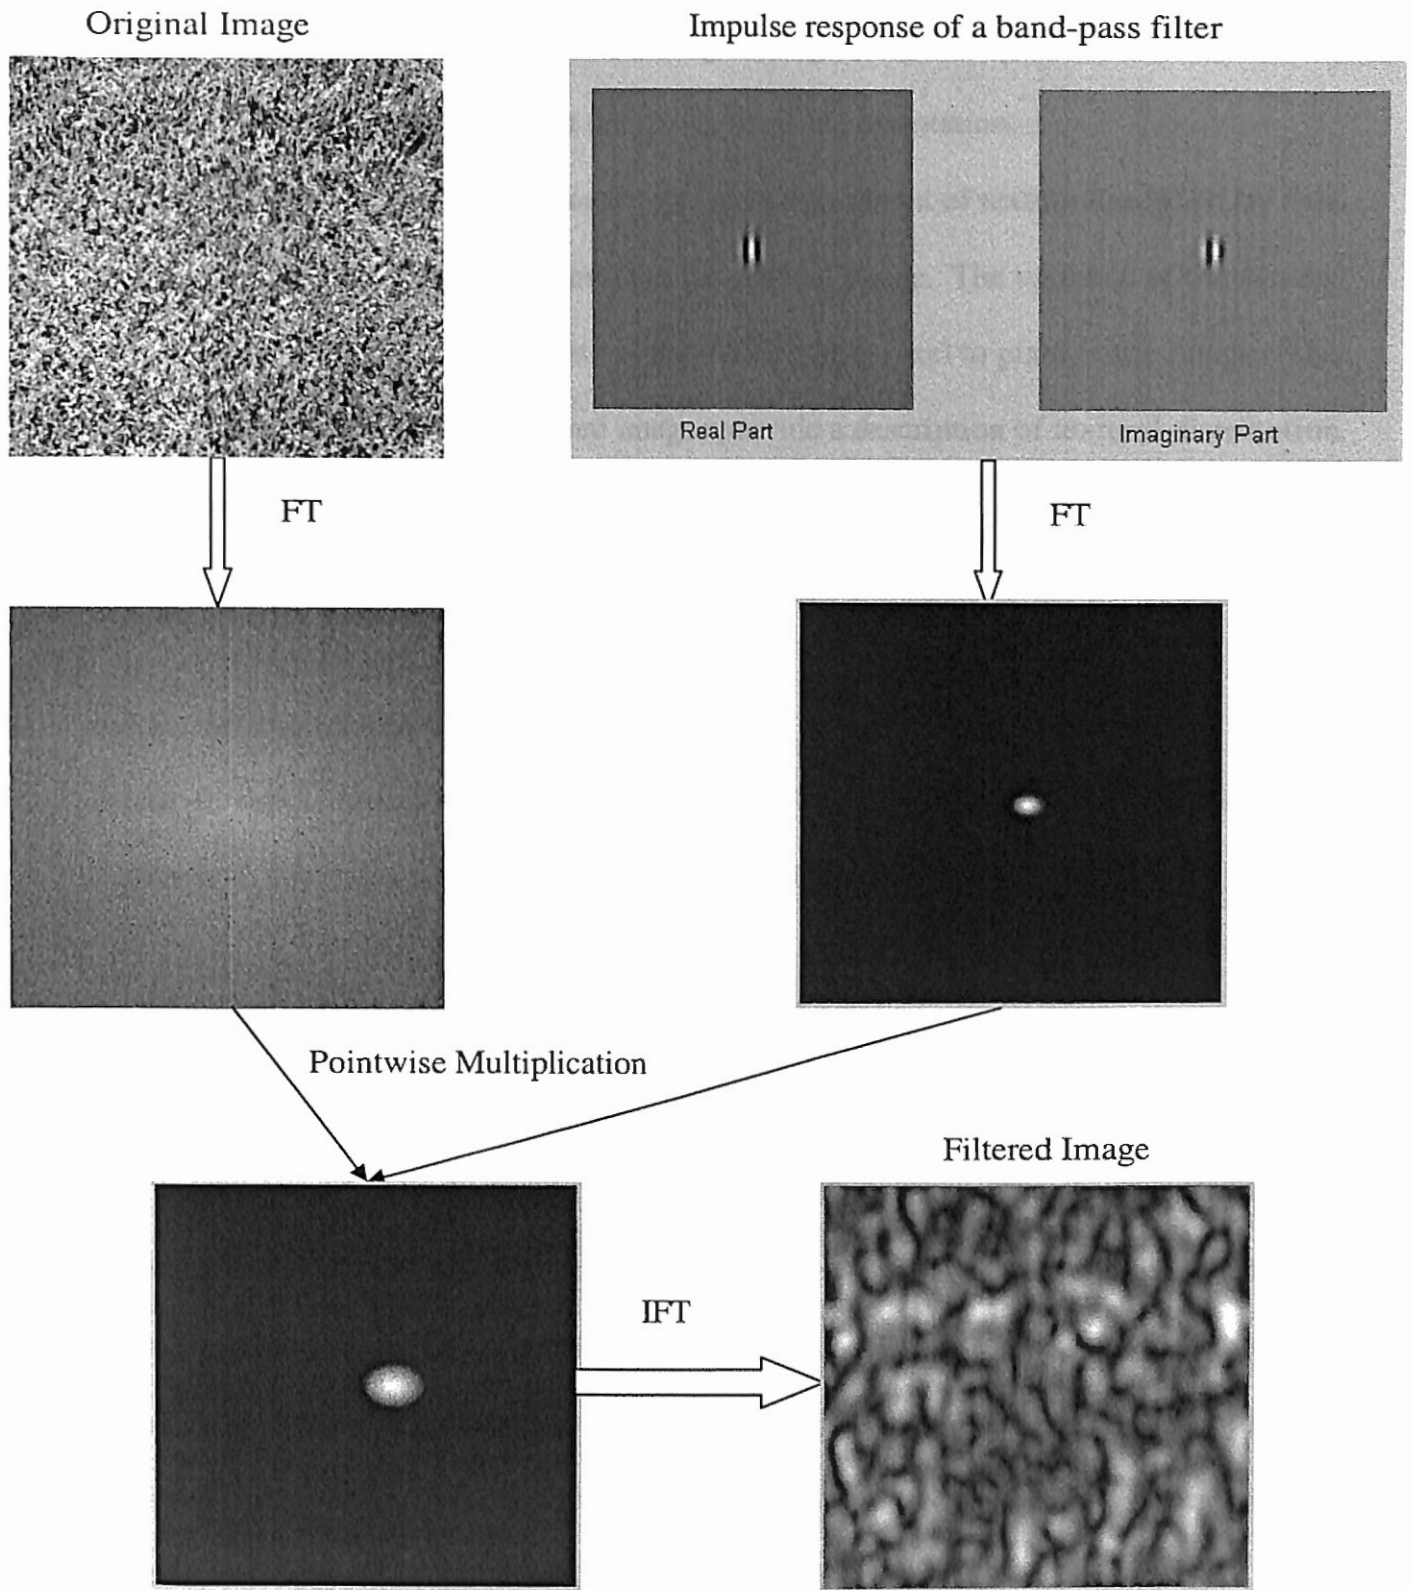 Original Image
Impulse response of a band-pass filter
Real Part
Imaginary Part
FT
FT
Pointwise Multiplication
Filtered Image
IFT